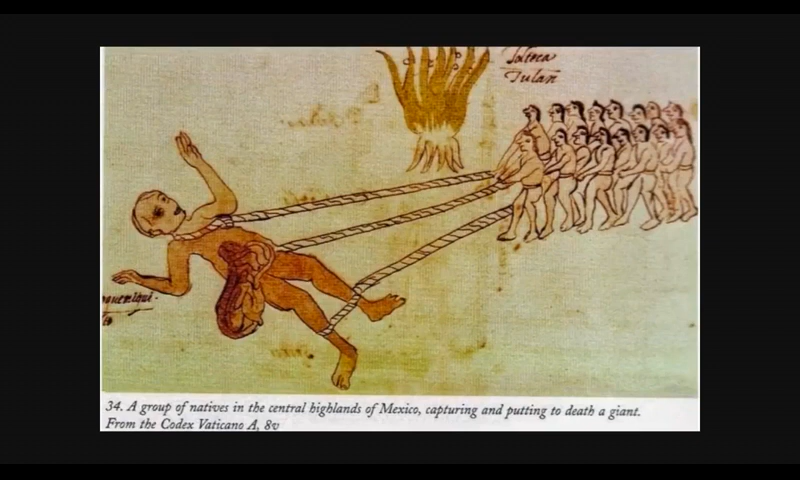 Tulan
34. A group of natives in the central highlands of Mexico, capturing and putting to death a giant.
From the Codex Vaticano A, 8v